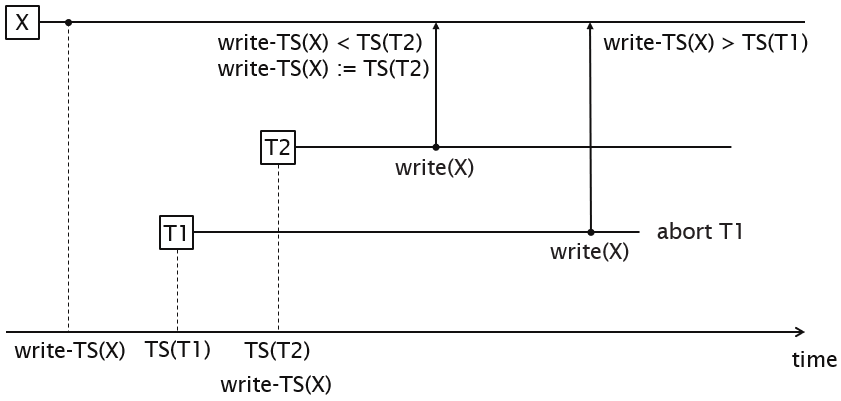 X
write-TS(X) < TS(T2)
write-TS(X) := TS(T2)
write-TS(X) > TS(T1)
T2
write(X)
T1
abort T1
write(X)
write-TS(X)
TS(T1)
TS(T2)
time
write-TS(X)